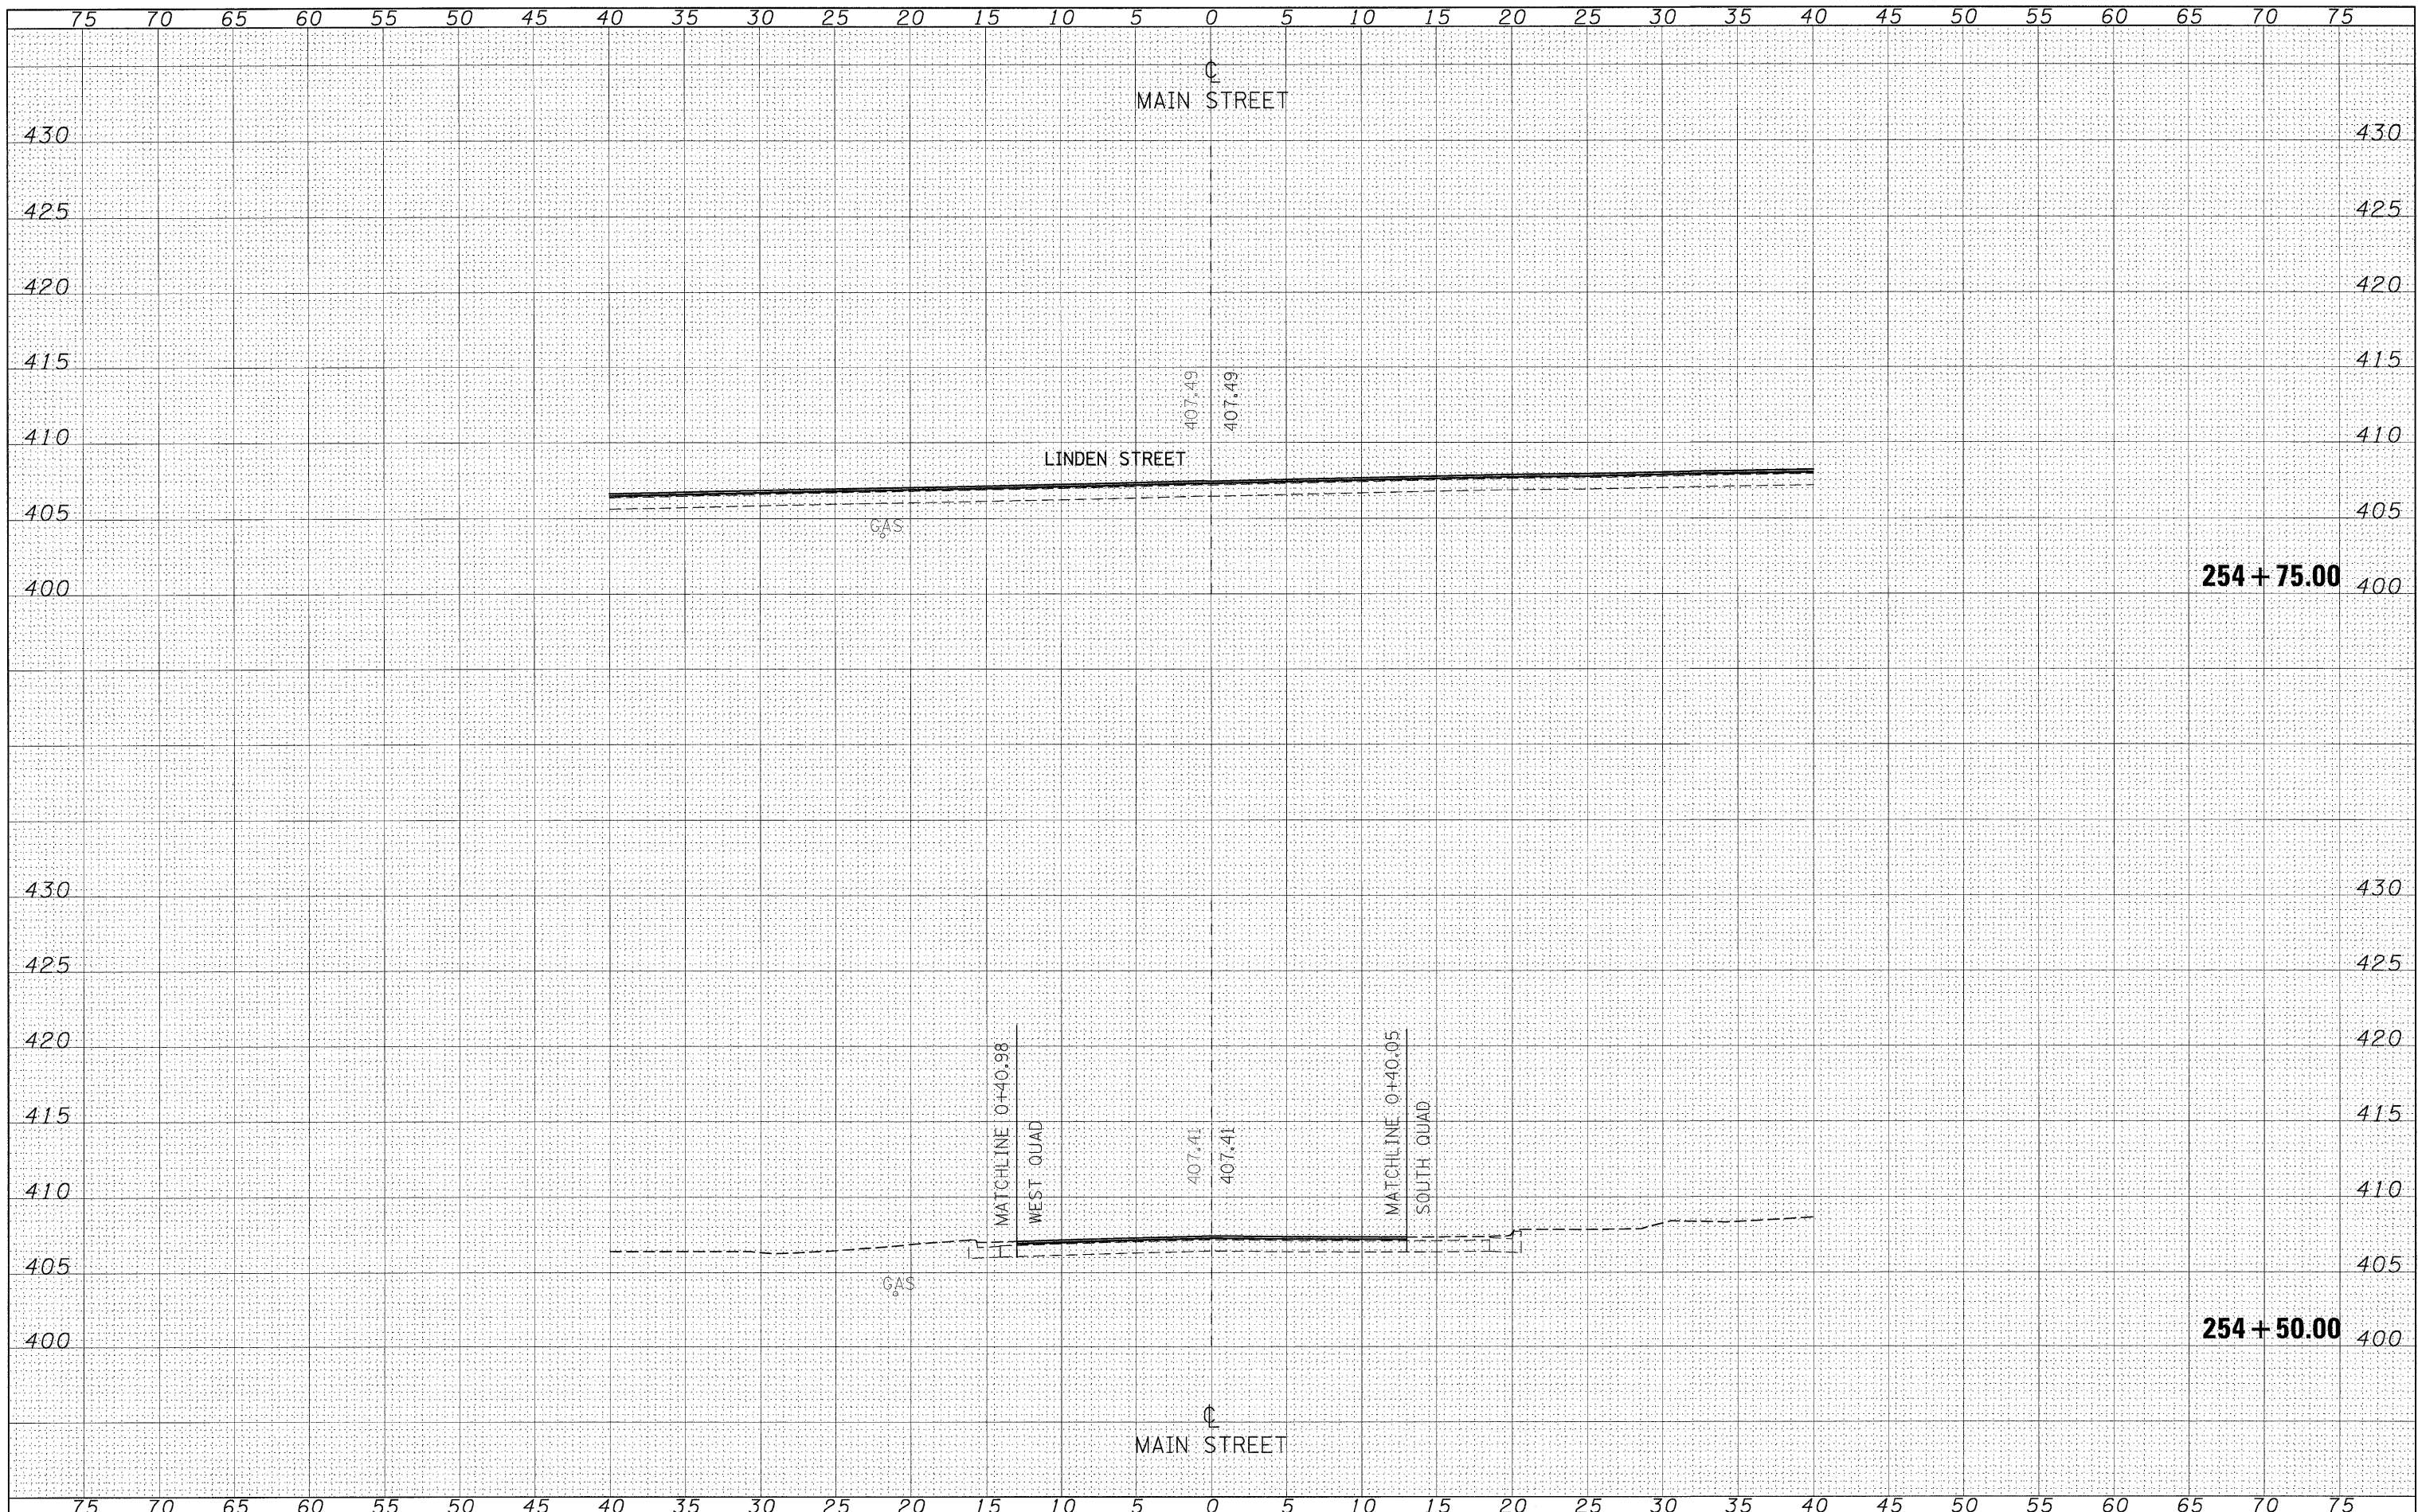 75 70 65 60 55 50 45 40 35 30 25 20 15 10 5 0 5 10 15 20 25 30 35 40 45 50 55 60 65 70 75
℄
MAIN STREET
430 430
425 425
420 420
415 415
407.49 407.49
410 410
LINDEN STREET
405 405
GAS
254+75.00
400 400
430 430
425 425
420 420
MATCHLINE 0+40.98
WEST QUAD
MATCHLINE 0+40.05
SOUTH QUAD
415 415
407.41 407.41
410 410
405 405
GAS
254+50.00
400 400
℄
MAIN STREET
75 70 65 60 55 50 45 40 35 30 25 20 15 10 5 0 5 10 15 20 25 30 35 40 45 50 55 60 65 70 75